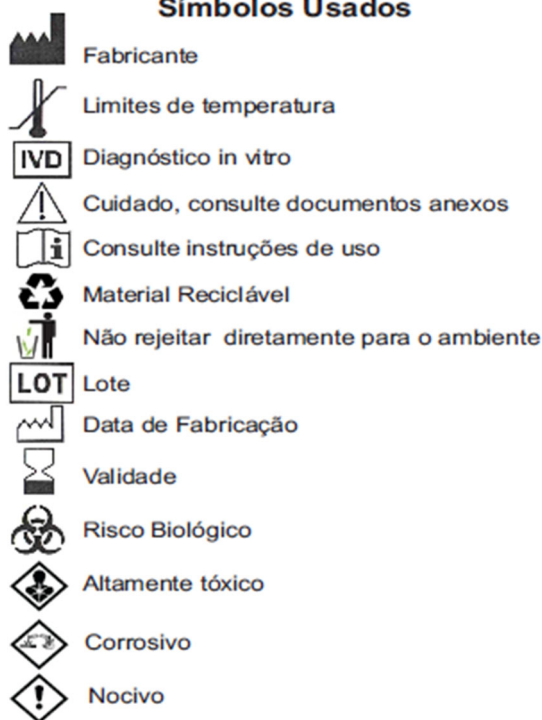 Símbolos Usados
Fabricante
Limites de temperatura
IVD Diagnóstico in vitro
Cuidado, consulte documentos anexos
i Consulte instruções de uso
Material Reciclável
Não rejeitar diretamente para o ambiente
LOT Lote
Data de Fabricação
Validade
Risco Biológico
Altamente tóxico
Corrosivo
Nocivo